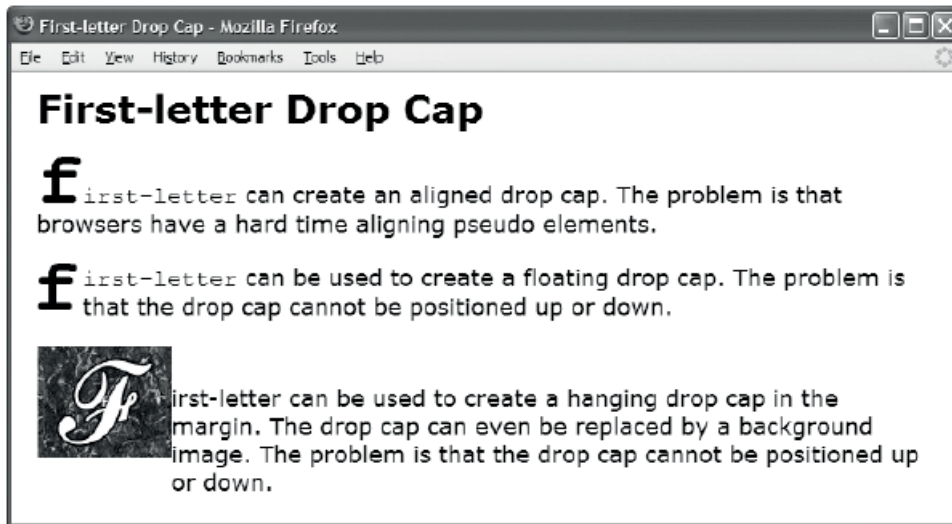 First-letter Drop Cap - Mozilla Firefox
File Edit View History Bookmarks Tools Help
First-letter Drop Cap
first-letter can create an aligned drop cap. The problem is that
browsers have a hard time aligning pseudo elements.
first-letter can be used to create a floating drop cap. The problem is
that the drop cap cannot be positioned up or down.
First-letter can be used to create a hanging drop cap in the
margin. The drop cap can even be replaced by a background
image. The problem is that the drop cap cannot be positioned up
or down.